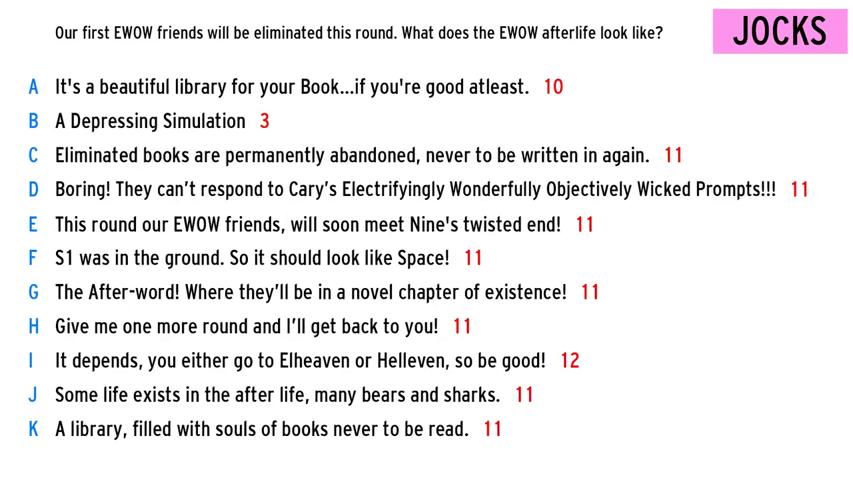 Our first EWOW friends will be eliminated this round. What does the EWOW afterlife look like?
JOCKS
A It's a beautiful library for your Book...if you're good atleast. 10
B A Depressing Simulation 3
C Eliminated books are permanently abandoned, never to be written in again. 11
D Boring! They can't respond to Cary's Electrifyingly Wonderfully Objectively Wicked Prompts!!! 11
E This round our EWOW friends, will soon meet Nine's twisted end! 11
F S1 was in the ground. So it should look like Space! 11
G The After-word! Where they'll be in a novel chapter of existence! 11
H Give me one more round and I'll get back to you! 11
I It depends, you either go to Elheaven or Helleven, so be good! 12
J Some life exists in the after life, many bears and sharks. 11
K A library, filled with souls of books never to be read. 11